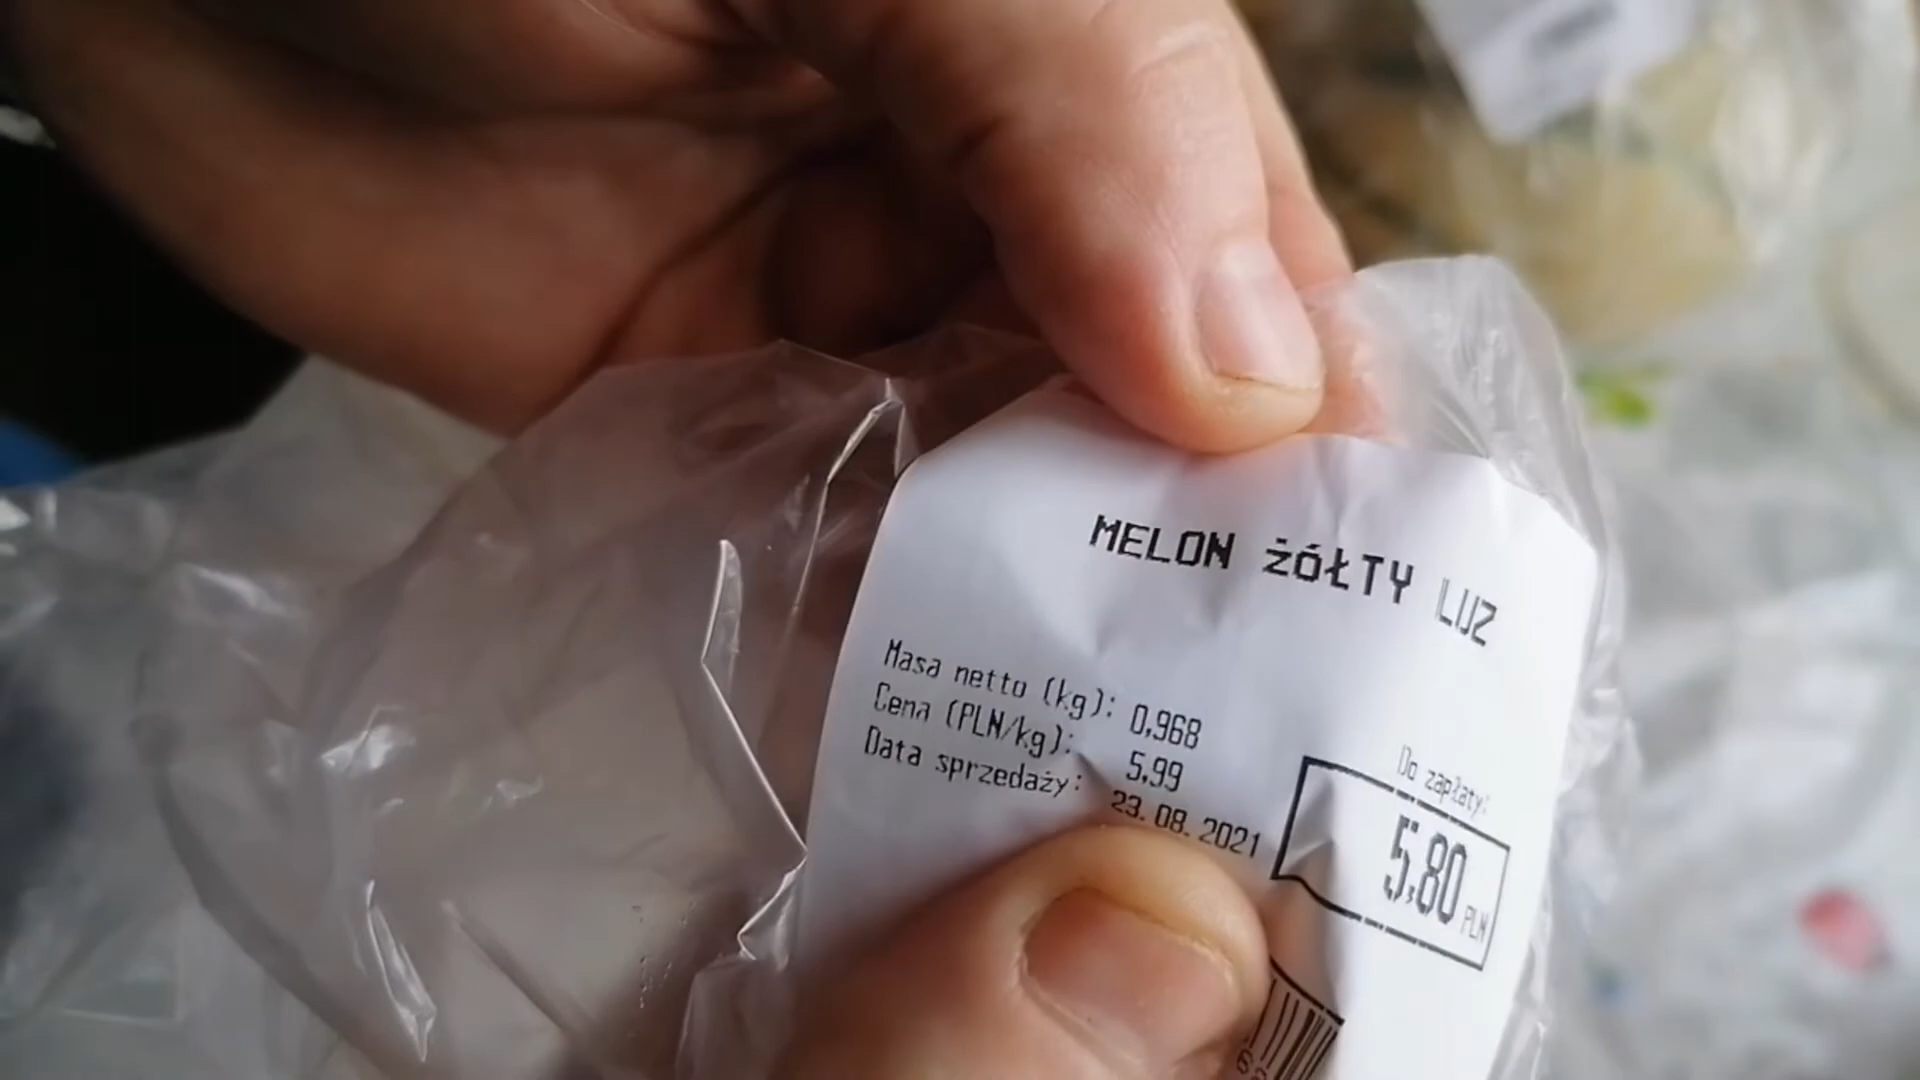 MELON ŻÓŁTY LUZ
Masa netto (kg): 0,968
Cena (PLN/kg): 5,99
Data sprzedaży: 23.08.2021
Do zapłaty:
5,80 PLN